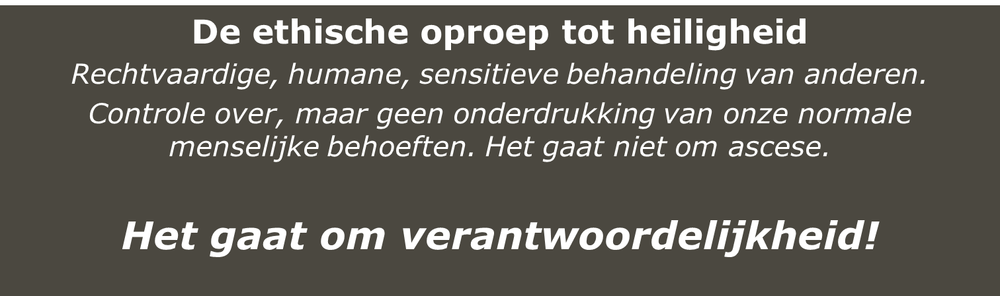 De ethische oproep tot heiligheid
Rechtvaardige, humane, sensitieve behandeling van anderen.
Controle over, maar geen onderdrukking van onze normale
menselijke behoeften. Het gaat niet om ascese.
Het gaat om verantwoordelijkheid!